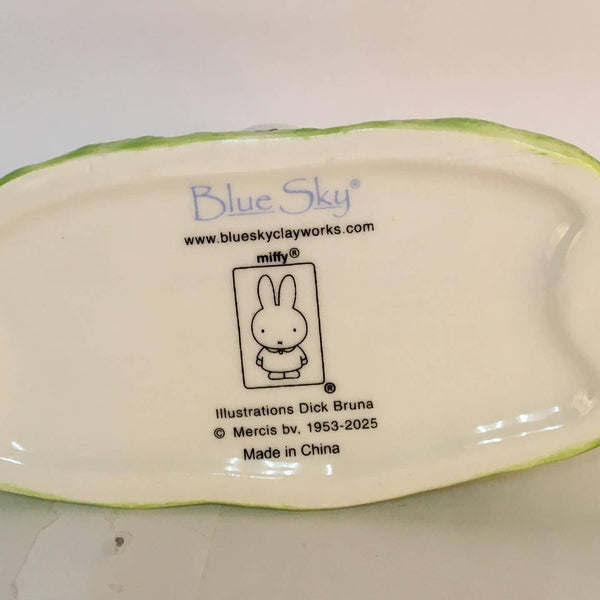 Blue Sky®
www.blueskyclayworks.com
miffy®
®
Illustrations Dick Bruna
© Mercis bv, 1953-2025
Made in China